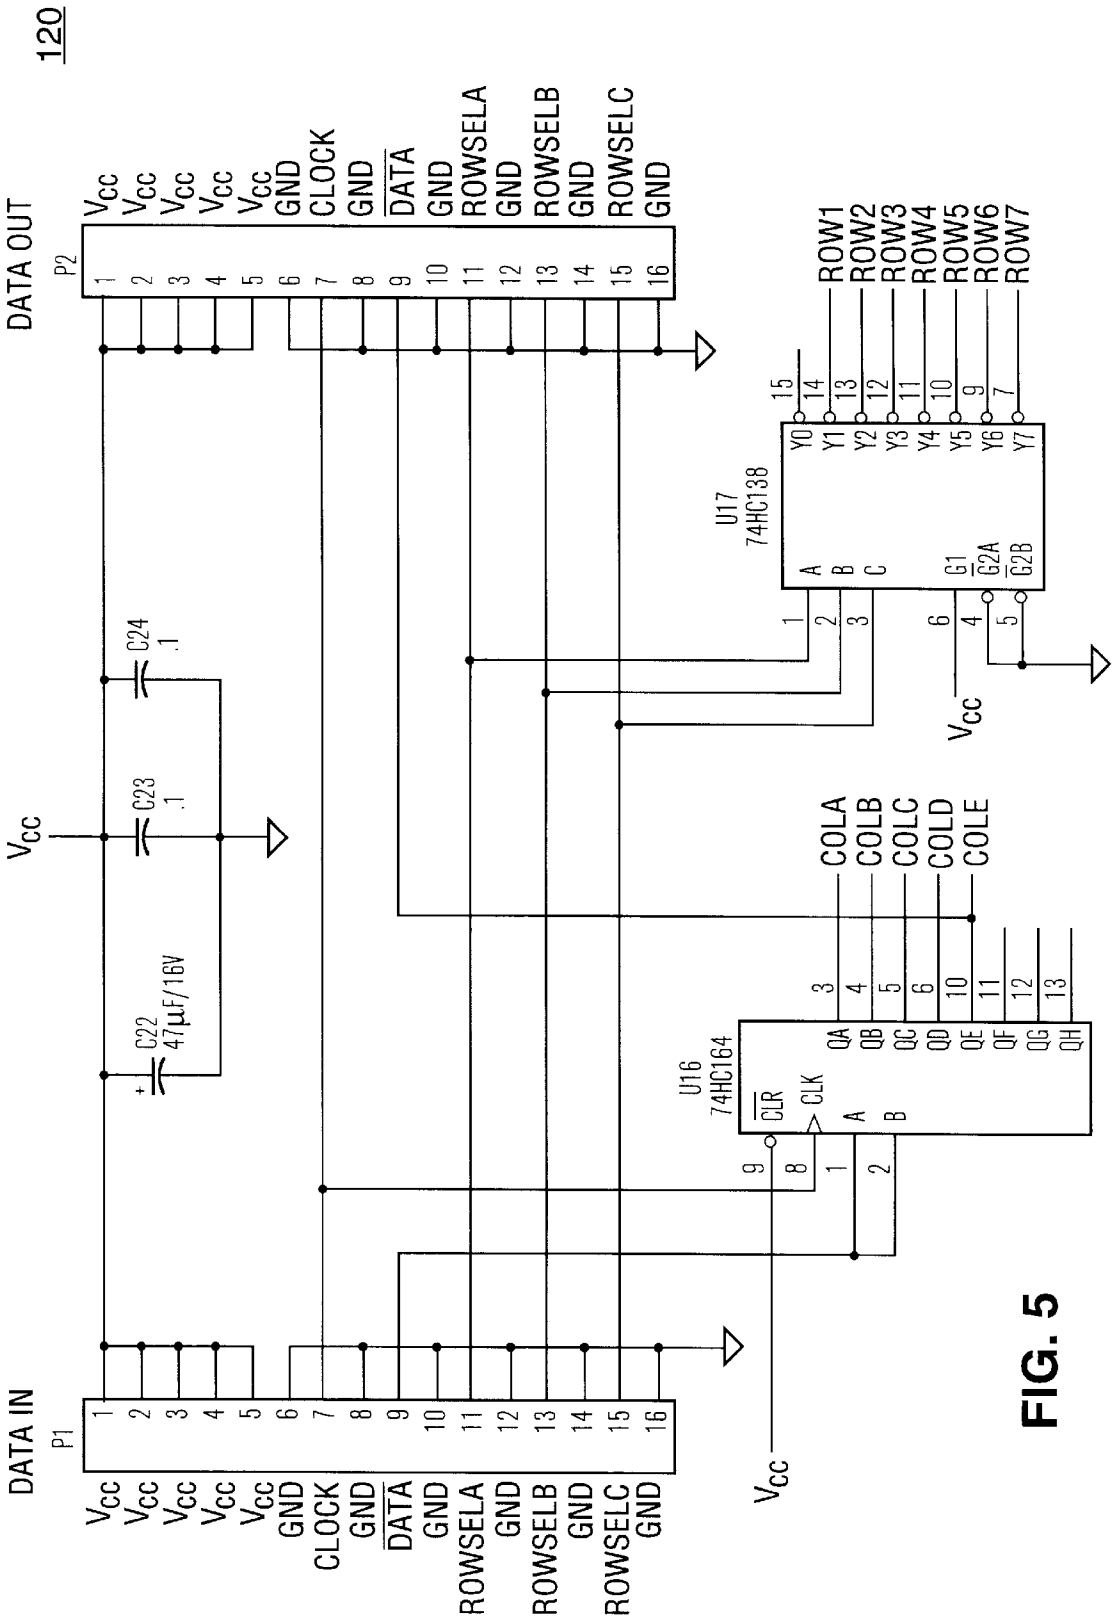 120
DATA IN
P1
VCC 1
VCC 2
VCC 3
VCC 4
VCC 5
GND 6
CLOCK 7
GND 8
D̅A̅T̅A̅ 9
GND 10
ROWSELA 11
GND 12
ROWSELB 13
GND 14
ROWSELC 15
GND 16
VCC
+ C22
47µF/16V
C23
.1
C24
.1
DATA OUT
P2
1 VCC
2 VCC
3 VCC
4 VCC
5 VCC
6 GND
7 CLOCK
8 GND
9 D̅A̅T̅A̅
10 GND
11 ROWSELA
12 GND
13 ROWSELB
14 GND
15 ROWSELC
16 GND
U16
74HC164
VCC
9 C̅L̅R̅
8 CLK
1 A
2 B
QA 3 COLA
QB 4 COLB
QC 5 COLC
QD 6 COLD
QE 10 COLE
QF 11
QG 12
QH 13
U17
74HC138
1 A
2 B
3 C
VCC
6 G1
4 G̅2A
5 G̅2B
Y0 15
Y1 14 ROW1
Y2 13 ROW2
Y3 12 ROW3
Y4 11 ROW4
Y5 10 ROW5
Y6 9 ROW6
Y7 7 ROW7
FIG. 5